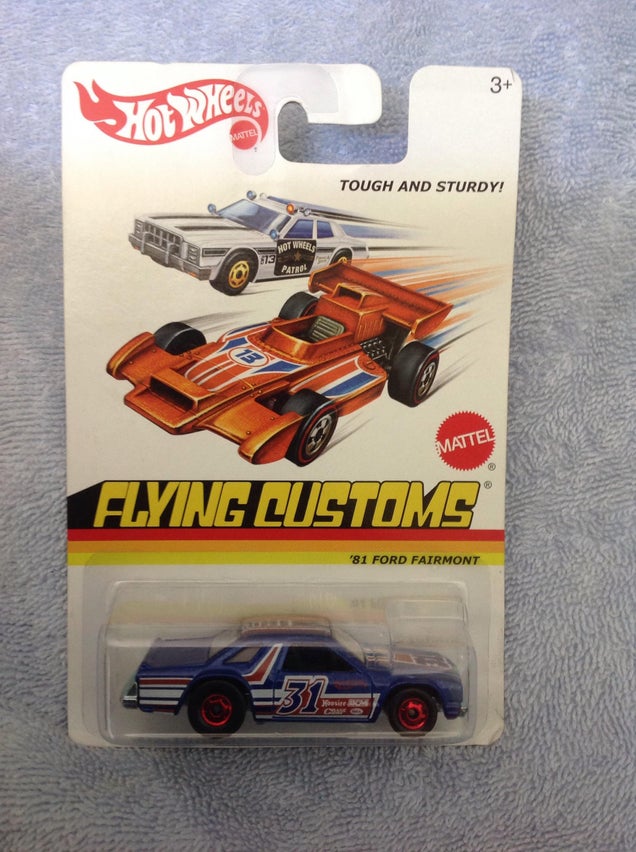 Hot Wheels
MATTEL
3+
TOUGH AND STURDY!
HOT WHEELS
13
PATROL
13
MATTEL
®
FLYING CUSTOMS®
'81 FORD FAIRMONT
31
Hoosier